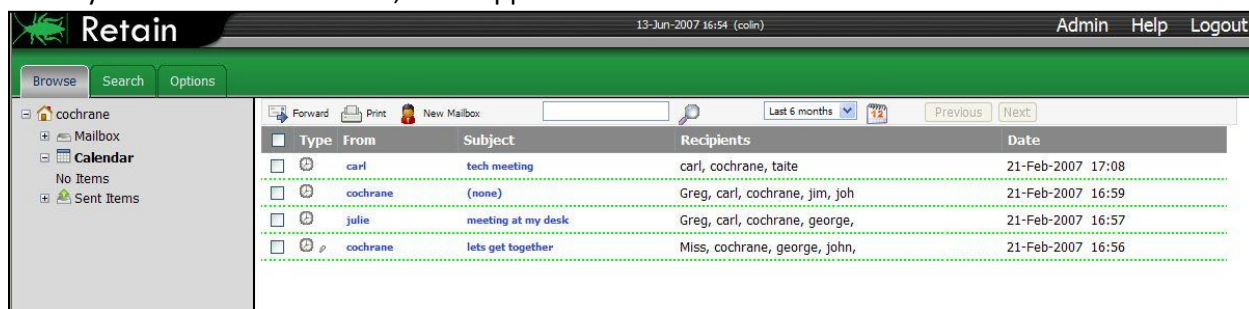 Retain
13-Jun-2007 16:54 (colin)
Admin Help Logout
Browse Search Options
cochrane
Mailbox
Calendar
No Items
Sent Items
Forward Print New Mailbox Last 6 months 12 Previous Next
Type From Subject Recipients Date
carl tech meeting carl, cochrane, taite 21-Feb-2007 17:08
cochrane (none) Greg, carl, cochrane, jim, joh 21-Feb-2007 16:59
julie meeting at my desk Greg, carl, cochrane, george, 21-Feb-2007 16:57
cochrane lets get together Miss, cochrane, george, john, 21-Feb-2007 16:56